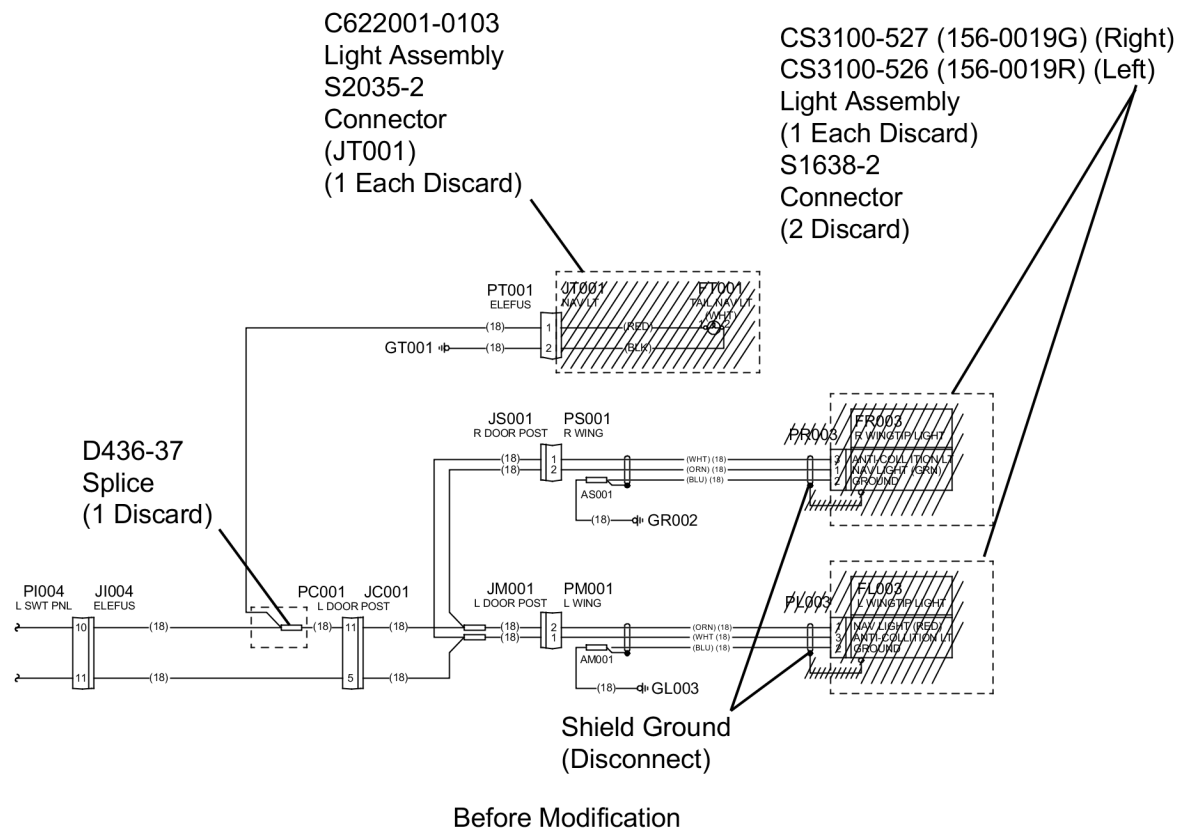 C622001-0103
Light Assembly
S2035-2
Connector
(JT001)
(1 Each Discard)
CS3100-527 (156-0019G) (Right)
CS3100-526 (156-0019R) (Left)
Light Assembly
(1 Each Discard)
S1638-2
Connector
(2 Discard)
PT001
ELEFUS
JT001
NAV LT
FT001
TAIL NAV LT
(WHT)
(18) 1 (RED) 1 2
GT001 (18) 2 (BLK)
JS001 PS001
R DOOR POST R WING
PR003
FR003
R WINGTIP LIGHT
(18) 1 (WHT) (18) 3 ANTI-COLLITION LT
(18) 2 (ORN) (18) 1 NAV LIGHT (GRN)
(BLU) (18) 2 GROUND
AS001
(18) GR002
D436-37
Splice
(1 Discard)
PI004 JI004
L SWT PNL ELEFUS
PC001 JC001
L DOOR POST
JM001 PM001
L DOOR POST L WING
PL003
FL003
L WINGTIP LIGHT
10 (18) (18) 11 (18) (18) 2 (ORN) (18) 1 NAV LIGHT (RED)
(18) 1 (WHT (18) 3 ANTI-COLLITION LT
(BLU) (18) 2 GROUND
AM001
11 (18) 5 (18)
(18) GL003
Shield Ground
(Disconnect)
Before Modification